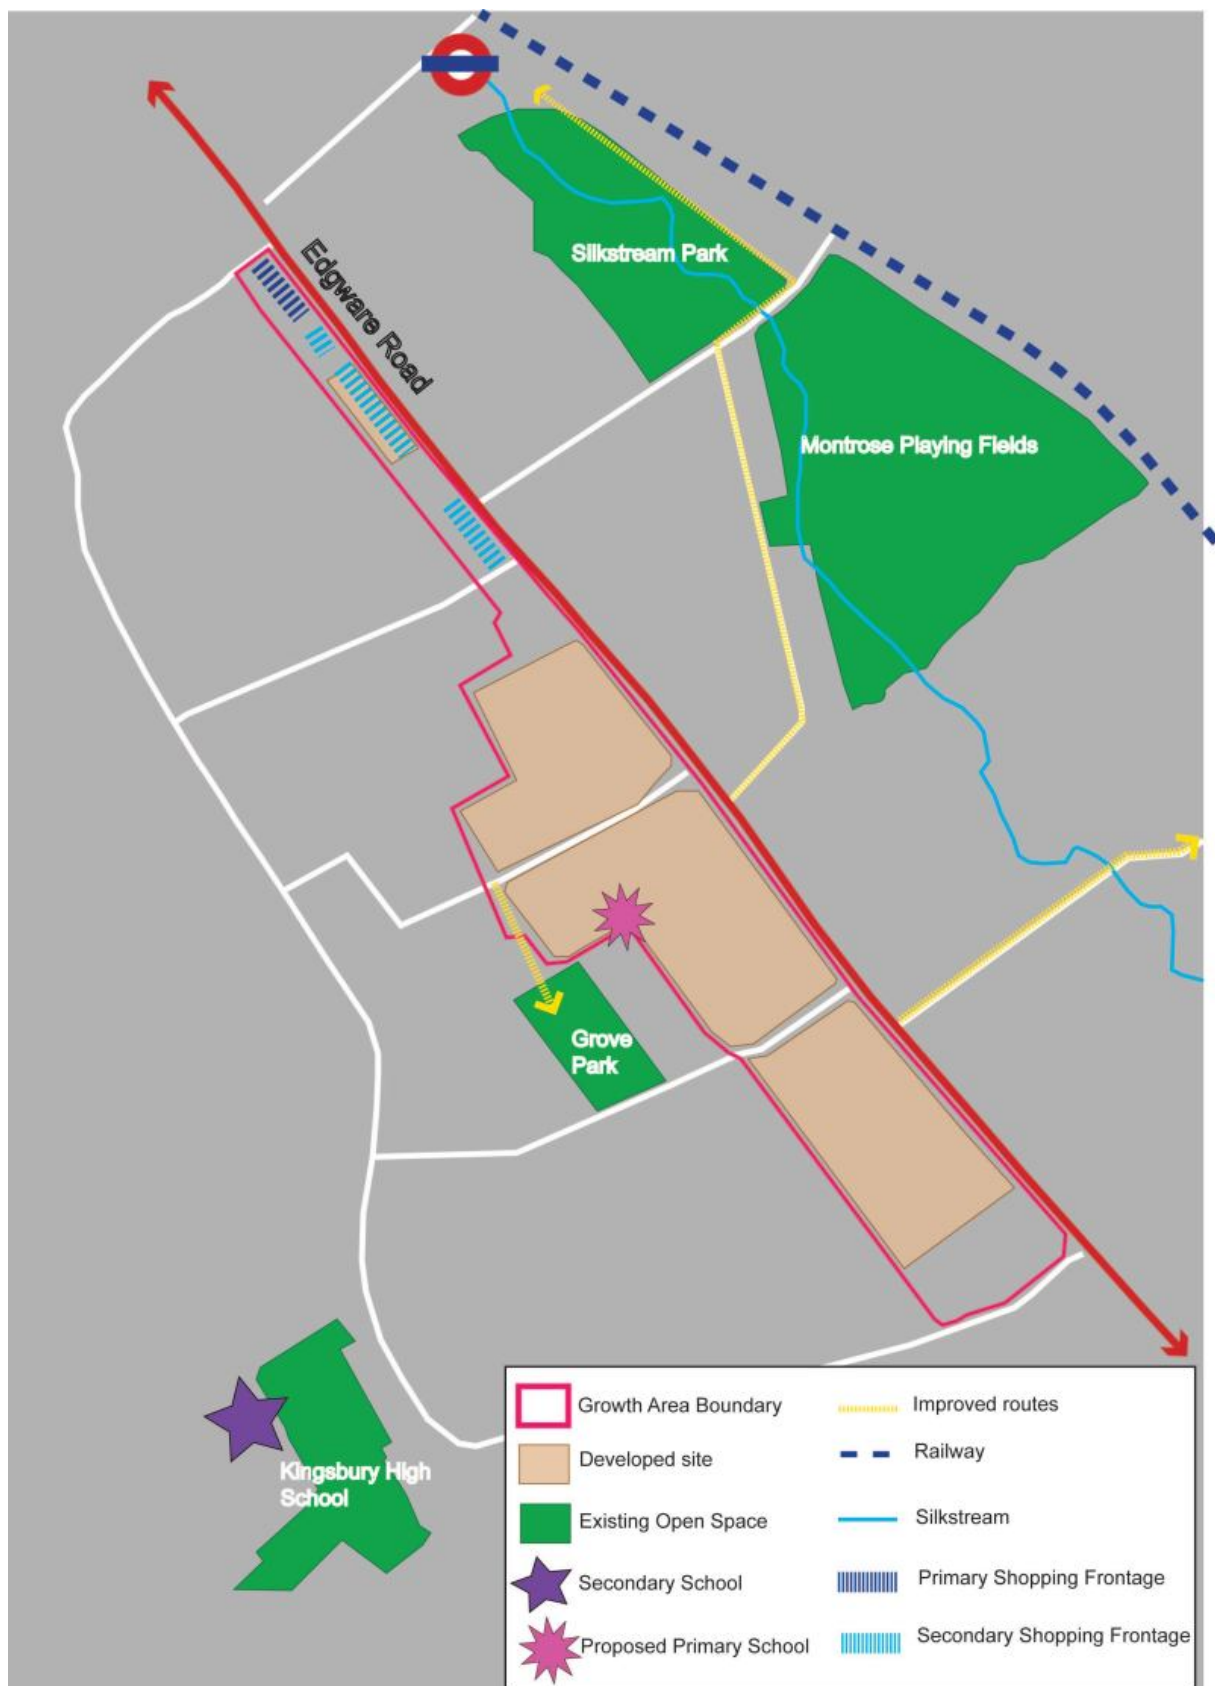 Silkstream Park
Edgware Road
Montrose Playing Fields
Grove
Park
Kingsbury High
School
Growth Area Boundary
Developed site
Existing Open Space
Secondary School
Proposed Primary School
Improved routes
Railway
Silkstream
Primary Shopping Frontage
Secondary Shopping Frontage